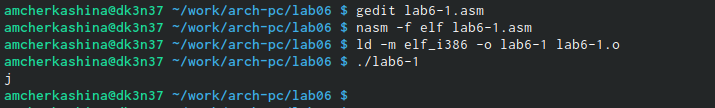 amcherkashina@dk3n37 ~/work/arch-pc/lab06 $ gedit lab6-1.asm
amcherkashina@dk3n37 ~/work/arch-pc/lab06 $ nasm -f elf lab6-1.asm
amcherkashina@dk3n37 ~/work/arch-pc/lab06 $ ld -m elf_i386 -o lab6-1 lab6-1.o
amcherkashina@dk3n37 ~/work/arch-pc/lab06 $ ./lab6-1
j
amcherkashina@dk3n37 ~/work/arch-pc/lab06 $